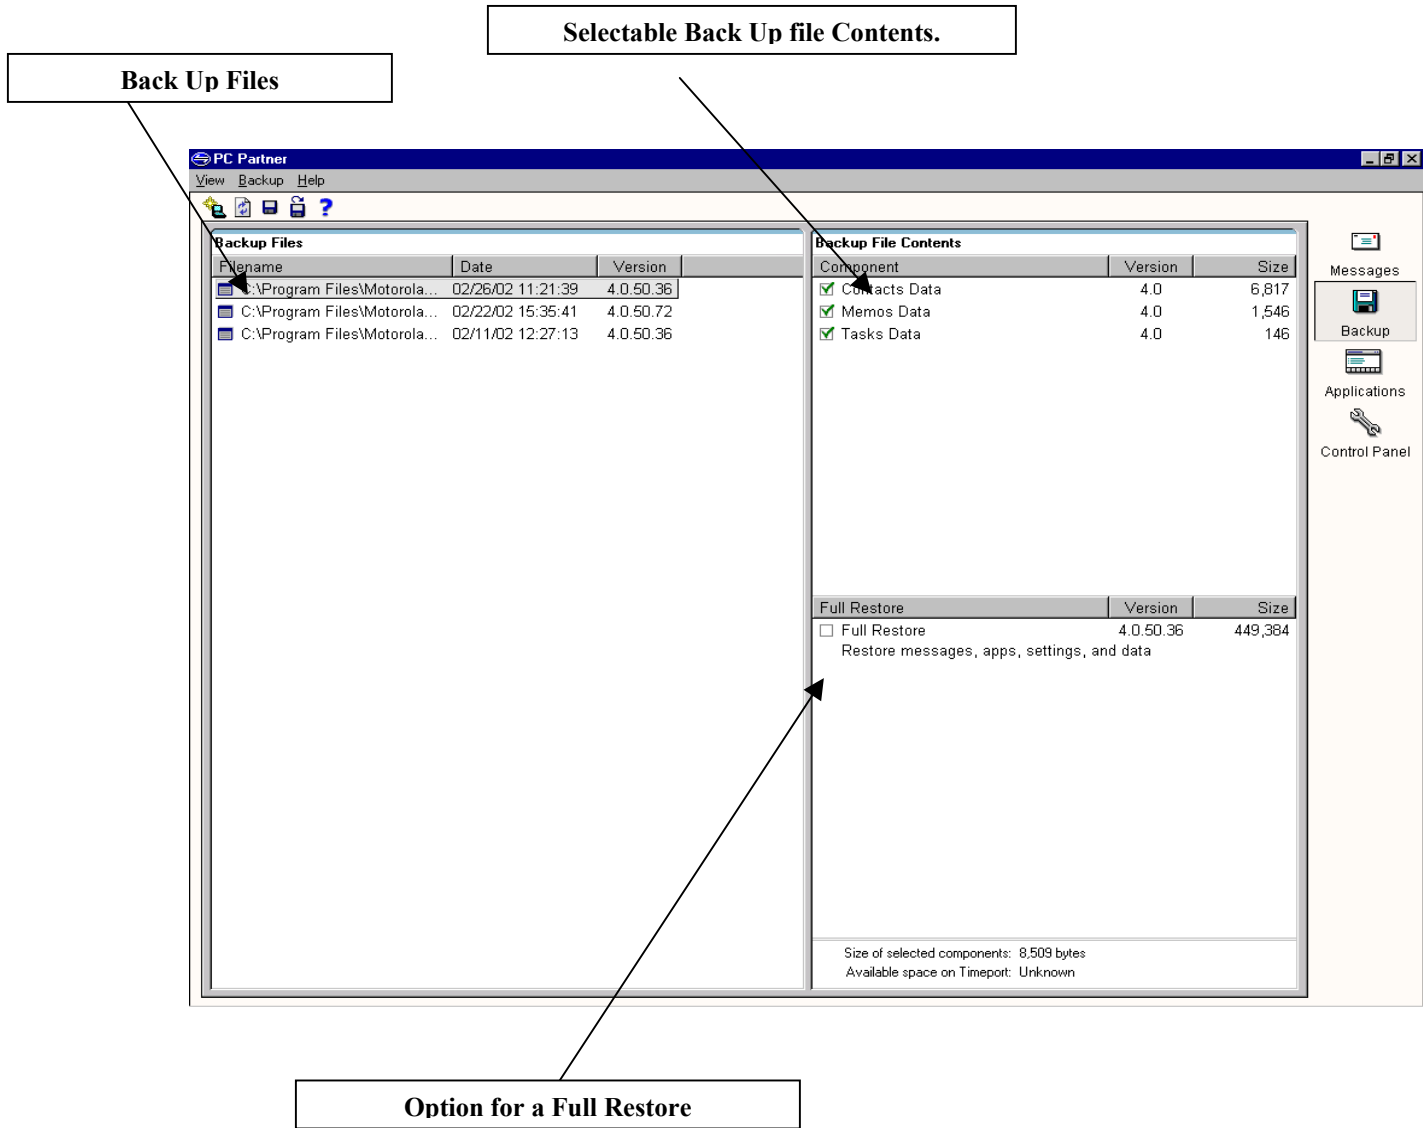 Selectable Back Up file Contents.
Back Up Files
PC Partner
View Backup Help
Backup Files
Filename Date Version
C:\Program Files\Motorola... 02/26/02 11:21:39 4.0.50.36
C:\Program Files\Motorola... 02/22/02 15:35:41 4.0.50.72
C:\Program Files\Motorola... 02/11/02 12:27:13 4.0.50.36
Backup File Contents
Component Version Size
Contacts Data 4.0 6,817
Memos Data 4.0 1,546
Tasks Data 4.0 146
Full Restore Version Size
Full Restore 4.0.50.36 449,384
Restore messages, apps, settings, and data
Size of selected components: 8,509 bytes
Available space on Timeport: Unknown
Messages
Backup
Applications
Control Panel
Option for a Full Restore